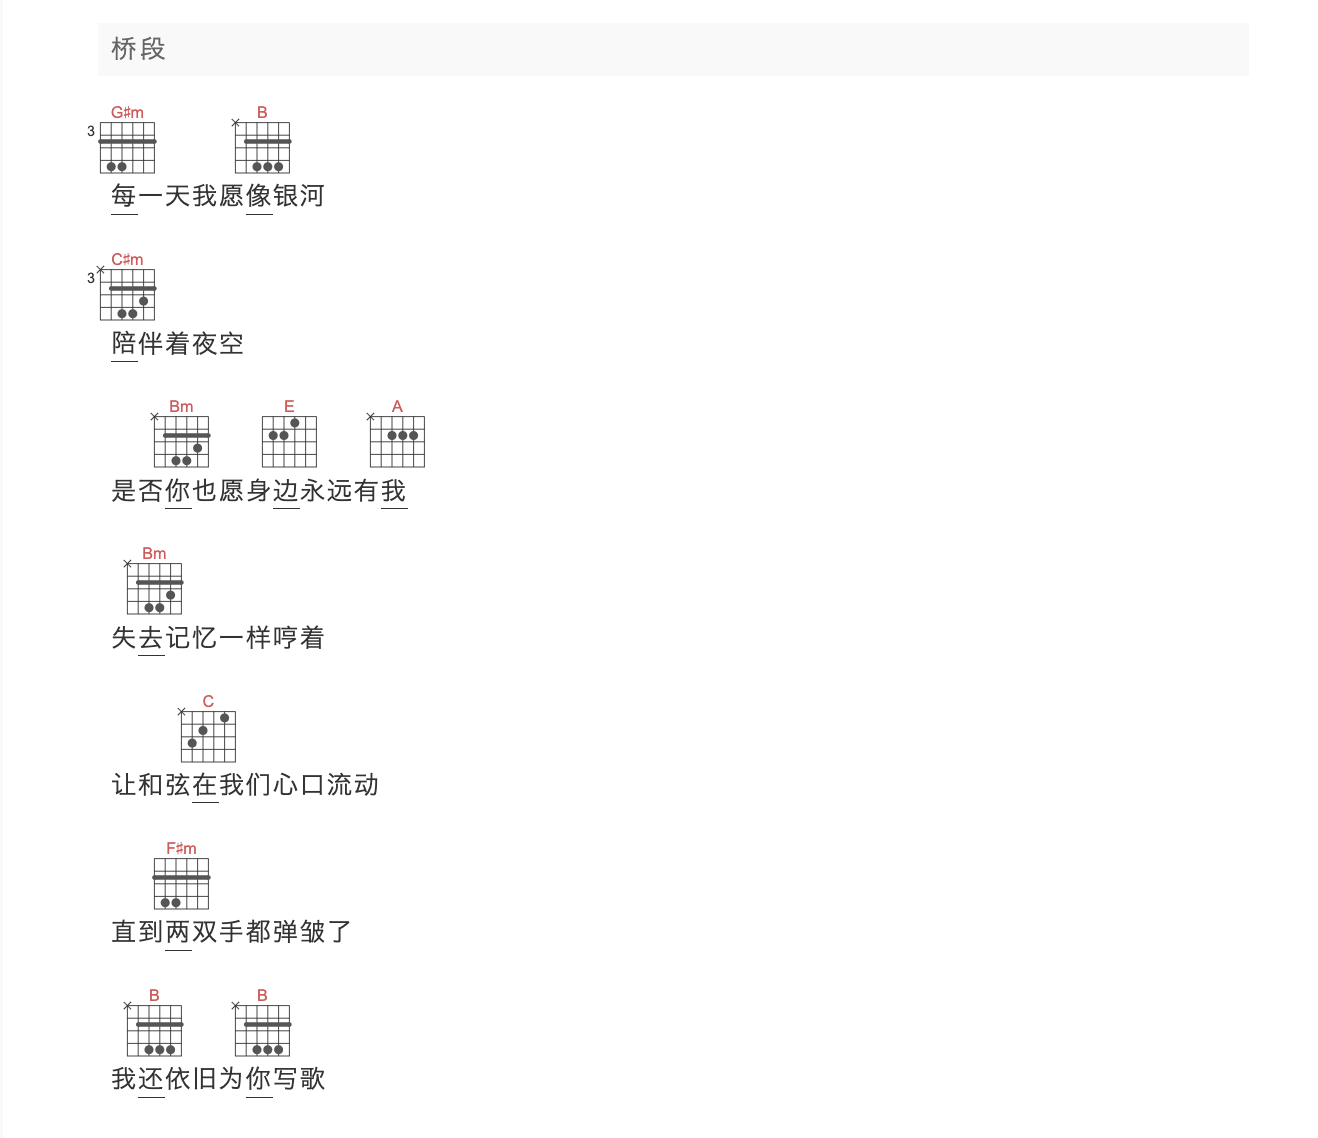 桥段
G♯m B
3
每一天我愿像银河
C♯m
3
陪伴着夜空
Bm E A
是否你也愿身边永远有我
Bm
失去记忆一样哼着
C
让和弦在我们心口流动
F♯m
直到两双手都弹皱了
B B
我还依旧为你写歌